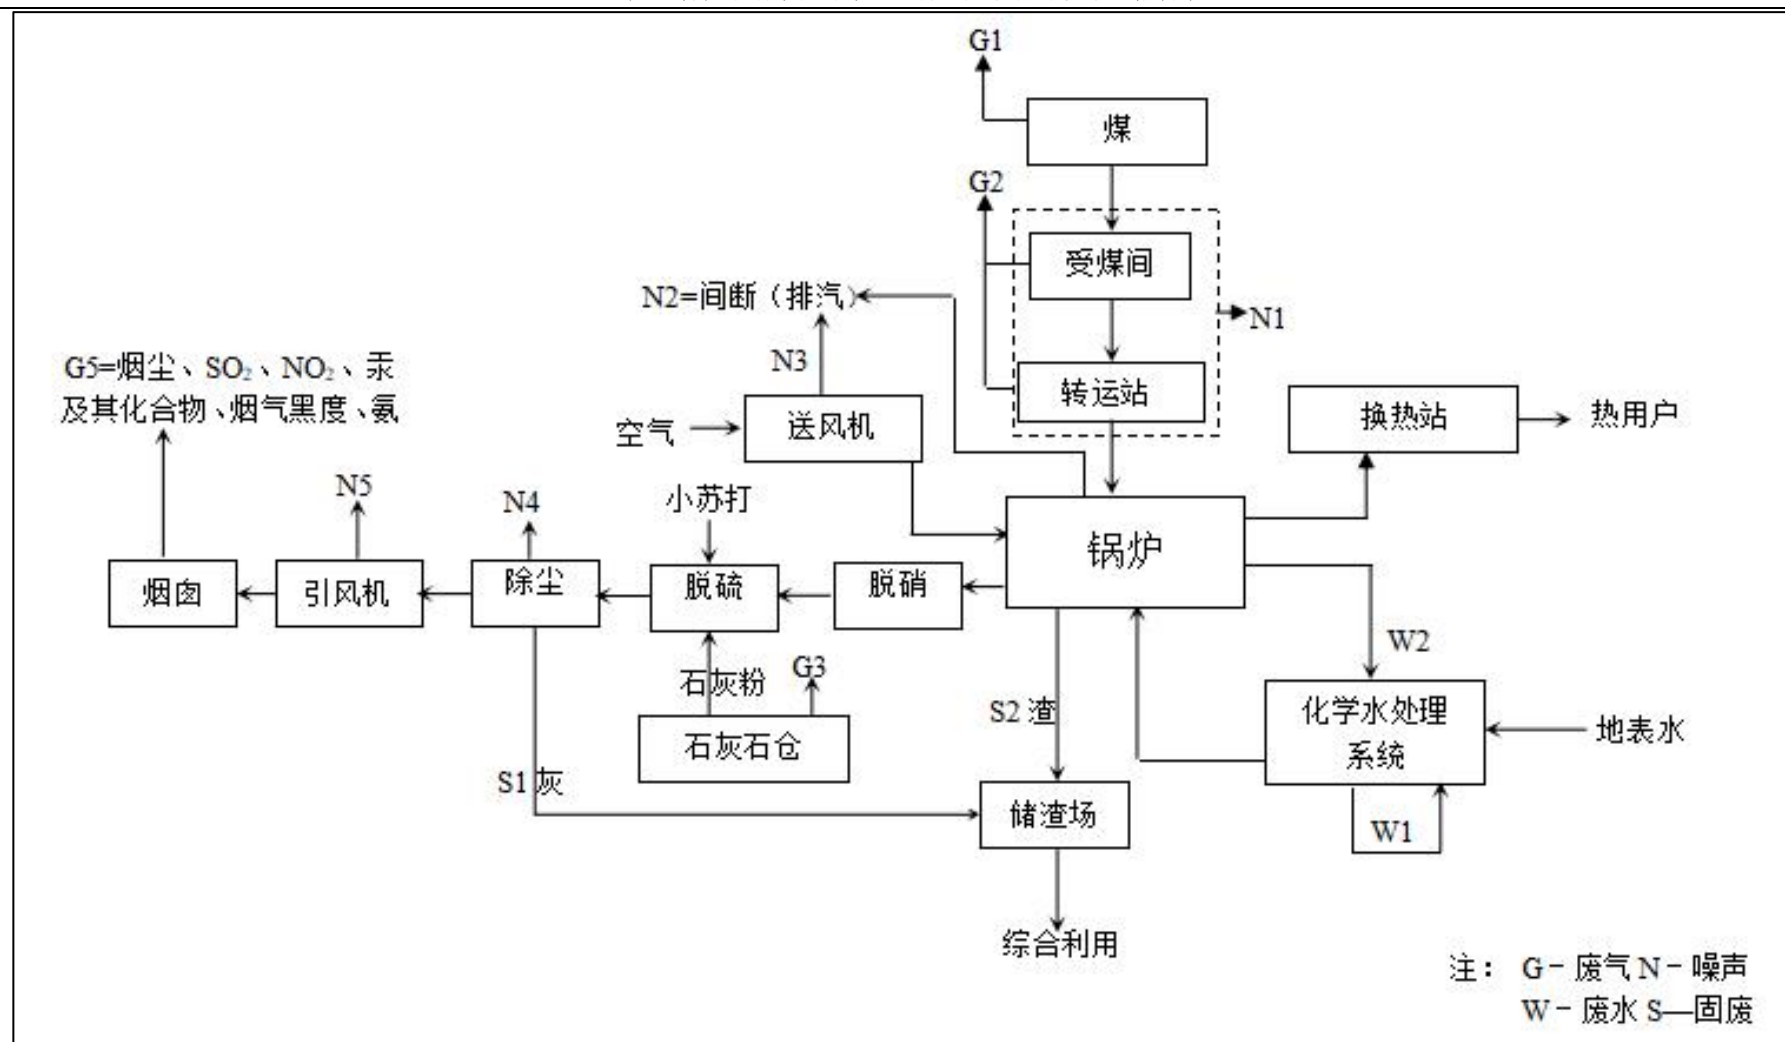 G1
煤
G2
受煤间
N2=间断（排汽）
N1
N3
G5=烟尘、SO₂、NO₂、汞
及其化合物、烟气黑度、氨
转运站
换热站
热用户
空气
送风机
N5
N4
小苏打
锅炉
烟囱
引风机
除尘
脱硫
脱硝
W2
石灰粉
G3
S2 渣
化学水处理
系统
地表水
石灰石仓
S1 灰
储渣场
W1
综合利用
注： G－废气 N－噪声
W－废水 S—固废